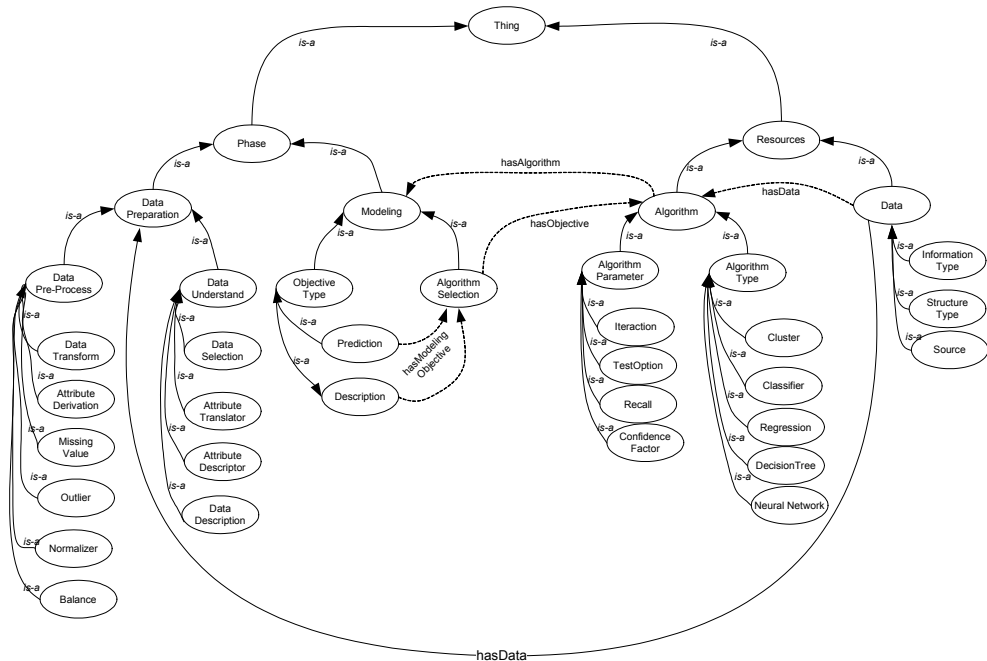 Thing
is-a
is-a
Phase
Resources
is-a
is-a
is-a
is-a
hasAlgorithm
hasData
Data
Preparation
Modeling
Algorithm
Data
is-a
is-a
is-a
is-a
hasObjective
is-a
is-a
is-a
Information
Type
Data
Pre-Process
Data
Understand
Objective
Type
Algorithm
Selection
Algorithm
Parameter
Algorithm
Type
is-a
Structure
Type
is-a
Source
is-a
Data
Transform
is-a
Data
Selection
is-a
Prediction
hasModeling
Objective
is-a
Iteraction
is-a
Cluster
is-a
Attribute
Derivation
is-a
Attribute
Translator
is-a
Description
is-a
TestOption
is-a
Classifier
is-a
Missing
Value
is-a
Attribute
Descriptor
is-a
Recall
is-a
Regression
is-a
Confidence
Factor
is-a
DecisionTree
is-a
Outlier
is-a
Data
Description
is-a
Neural Network
is-a
Normalizer
is-a
Balance
hasData